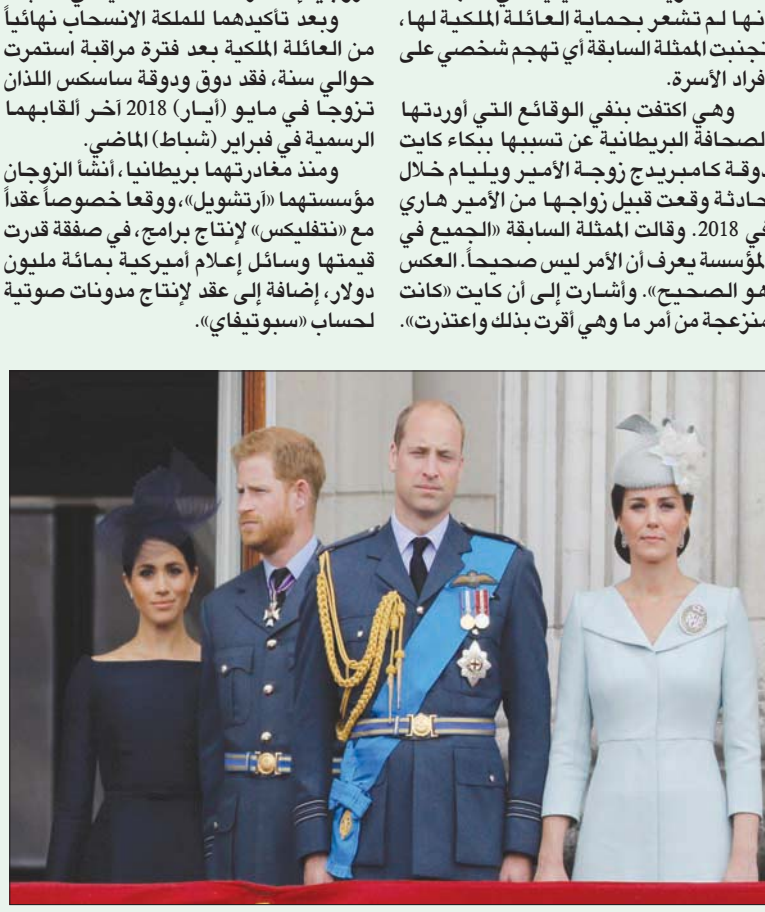 نها لم تشعر بحماية العائلة الملكية لها،
تجنبت الممثلة السابقة أي تهجم شخصي على
فراد الأسرة.
وهي اكتفت بنفي الوقائع التي أوردتها
لصحافة البريطانية عن تسببها ببكاء كايت
دوقة كامبريدج زوجة الأمير ويليام خلال
حادثة وقعت قبيل زواجها من الأمير هاري
في 2018. وقالت الممثلة السابقة «الجميع في
لمؤسسة يعرف أن الأمر ليس صحيحاً. العكس
هو الصحيح». وأشارت إلى أن كايت «كانت
منزعجة من أمر ما وهي أقرت بذلك واعتذرت».
وبعد تأكيدهما للملكة الانسحاب نهائياً
من العائلة الملكية بعد فترة مراقبة استمرت
حوالي سنة، فقد دوق ودوقة ساسكس اللذان
تزوجا في مايو (أيار) 2018 آخر ألقابهما
الرسمية في فبراير (شباط) الماضي.
ومنذ مغادرتهما بريطانيا، أنشأ الزوجان
مؤسستهما «آرتشويل»، ووقعا خصوصاً عقداً
مع «نتفليكس» لإنتاج برامج، في صفقة قدرت
قيمتها وسائل إعلام أميركية بمائة مليون
دولار، إضافة إلى عقد لإنتاج مدونات صوتية
لحساب «سبوتيفاي».